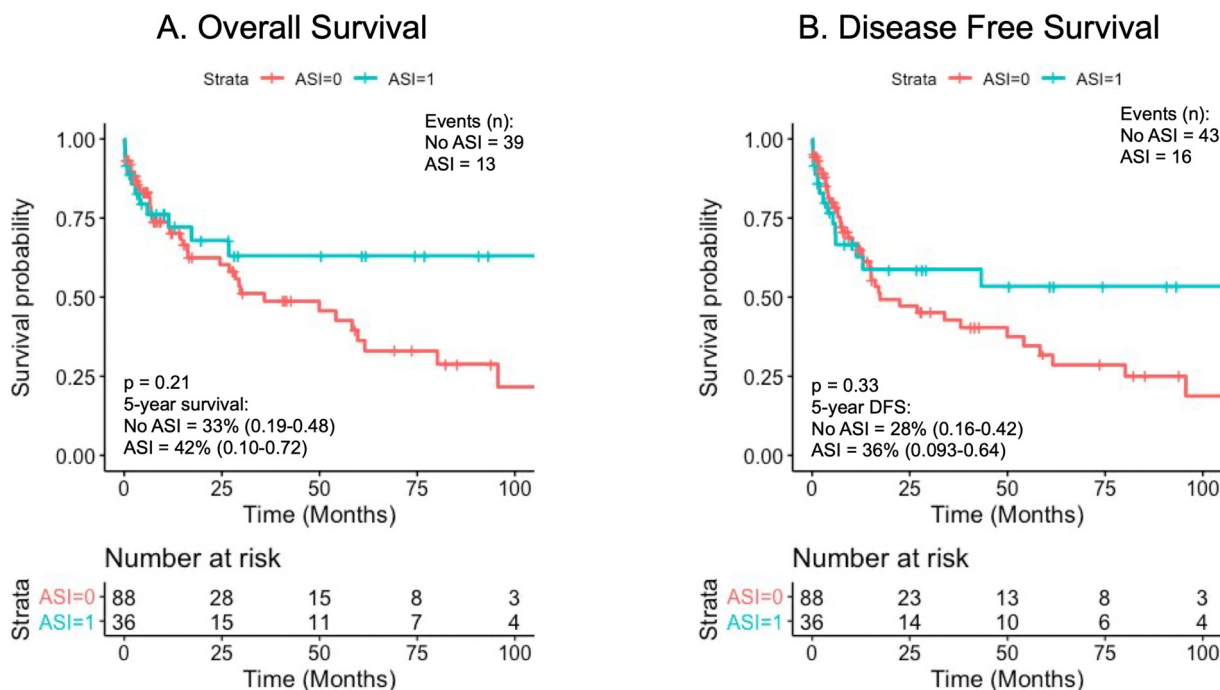 A. Overall Survival
Strata ASI=0 ASI=1
Events (n):
No ASI = 39
ASI = 13
Survival probability
1.00
0.75
0.50
0.25
0.00
p = 0.21
5-year survival:
No ASI = 33% (0.19-0.48)
ASI = 42% (0.10-0.72)
0 25 50 75 100
Time (Months)
Number at risk
Strata
ASI=0 88 28 15 8 3
ASI=1 36 15 11 7 4
0 25 50 75 100
Time (Months)
B. Disease Free Survival
Strata ASI=0 ASI=1
Events (n):
No ASI = 43
ASI = 16
Survival probability
1.00
0.75
0.50
0.25
0.00
p = 0.33
5-year DFS:
No ASI = 28% (0.16-0.42)
ASI = 36% (0.093-0.64)
0 25 50 75 100
Time (Months)
Number at risk
Strata
ASI=0 88 23 13 8 3
ASI=1 36 14 10 6 4
0 25 50 75 100
Time (Months)